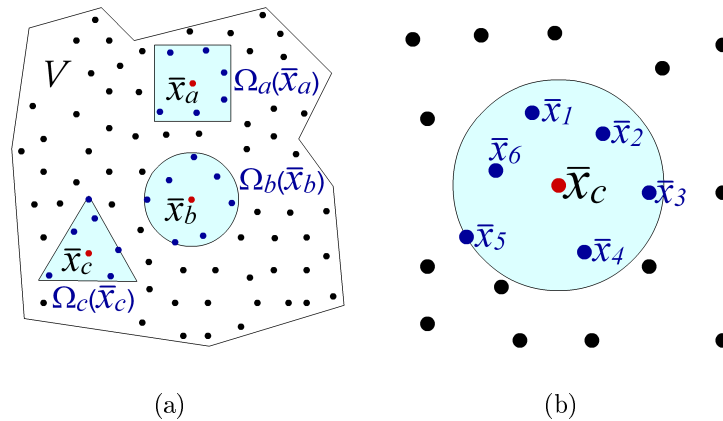 V
x̄a
Ωa(x̄a)
x̄b
Ωb(x̄b)
x̄c
Ωc(x̄c)
(a)
x̄1
x̄2
x̄6
x̄c
x̄3
x̄5
x̄4
(b)